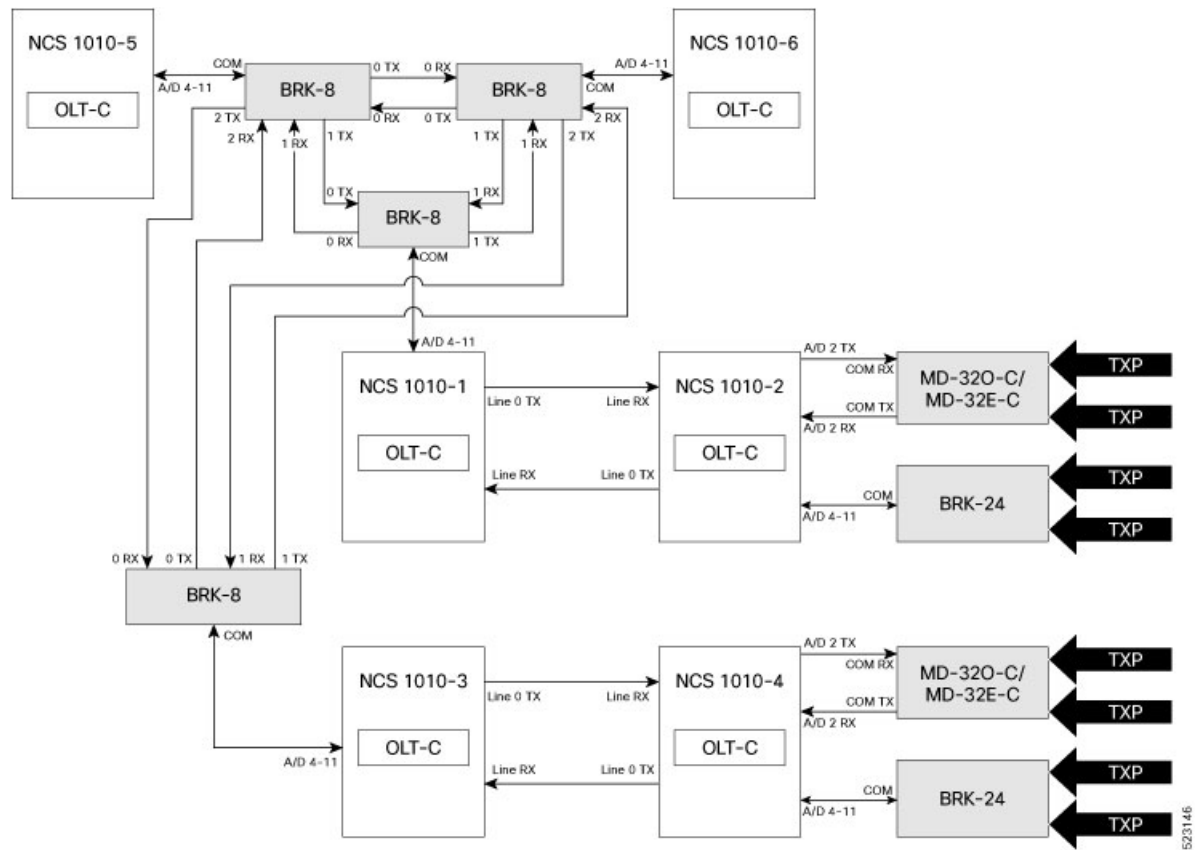 NCS 1010-5
OLT-C
COM
A/D 4-11
BRK-8
0 TX
0 RX
BRK-8
0 RX
0 TX
A/D 4-11
COM
NCS 1010-6
OLT-C
2 TX
2 RX
1 RX
1 TX
1 TX
1 RX
2 TX
2 RX
0 TX
1 RX
BRK-8
0 RX
1 TX
COM
A/D 4-11
NCS 1010-1
OLT-C
Line 0 TX
Line RX
Line RX
Line 0 TX
NCS 1010-2
OLT-C
A/D 2 TX
COM RX
COM TX
A/D 2 RX
MD-32O-C/
MD-32E-C
TXP
TXP
COM
A/D 4-11
BRK-24
TXP
TXP
0 RX
0 TX
1 RX
1 TX
BRK-8
COM
A/D 4-11
NCS 1010-3
OLT-C
Line 0 TX
Line RX
Line RX
Line 0 TX
NCS 1010-4
OLT-C
A/D 2 TX
COM RX
COM TX
A/D 2 RX
MD-32O-C/
MD-32E-C
TXP
TXP
COM
A/D 4-11
BRK-24
TXP
TXP
523146